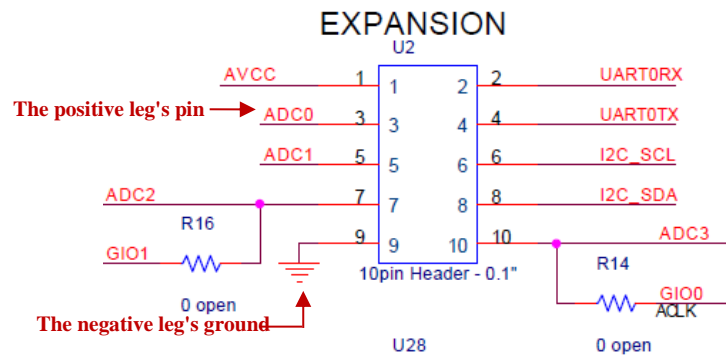 EXPANSION
U2
AVCC 1 1 2 2 UART0RX
The positive leg's pin
ADC0 3 3 4 4 UART0TX
ADC1 5 5 6 6 I2C_SCL
ADC2 7 7 8 8 I2C_SDA
R16
9 9 10 10 ADC3
GIO1
10pin Header - 0.1"
R14
GIO0
ACLK
0 open
The negative leg's ground
U28
0 open